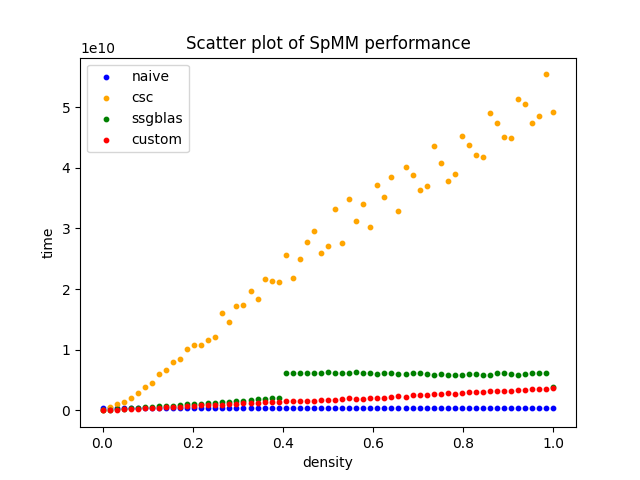 Scatter plot of SpMM performance
1e10
naive
csc
ssgblas
custom
5
4
3
2
1
0
time
0.0 0.2 0.4 0.6 0.8 1.0
density